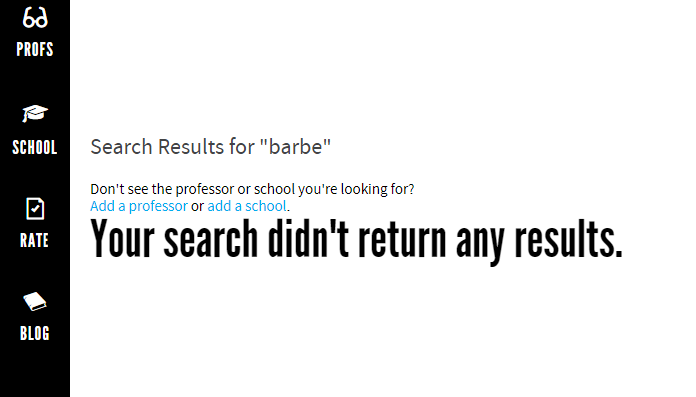 PROFS
SCHOOL
RATE
BLOG
Search Results for "barbe"
Don't see the professor or school you're looking for?
Add a professor or add a school.
Your search didn't return any results.